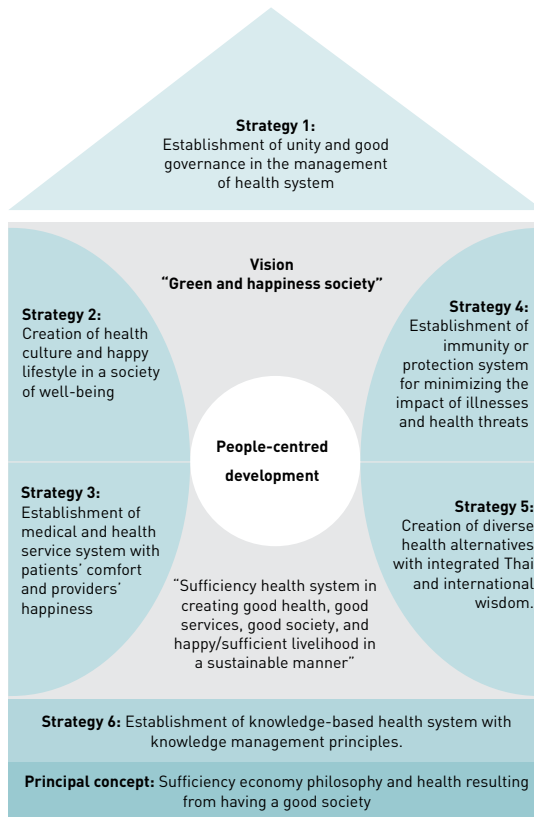 Strategy 1:
Establishment of unity and good
governance in the management
of health system
Vision
“Green and happiness society”
Strategy 2:
Creation of health
culture and happy
lifestyle in a society
of well-being
Strategy 4:
Establishment of
immunity or
protection system
for minimizing the
impact of illnesses
and health threats
People-centred
development
Strategy 3:
Establishment of
medical and health
service system with
patients’ comfort
and providers’
happiness
Strategy 5:
Creation of diverse
health alternatives
with integrated Thai
and international
wisdom.
“Sufficiency health system in
creating good health, good
services, good society, and
happy/sufficient livelihood in
a sustainable manner”
Strategy 6: Establishment of knowledge-based health system with
knowledge management principles.
Principal concept: Sufficiency economy philosophy and health resulting
from having a good society